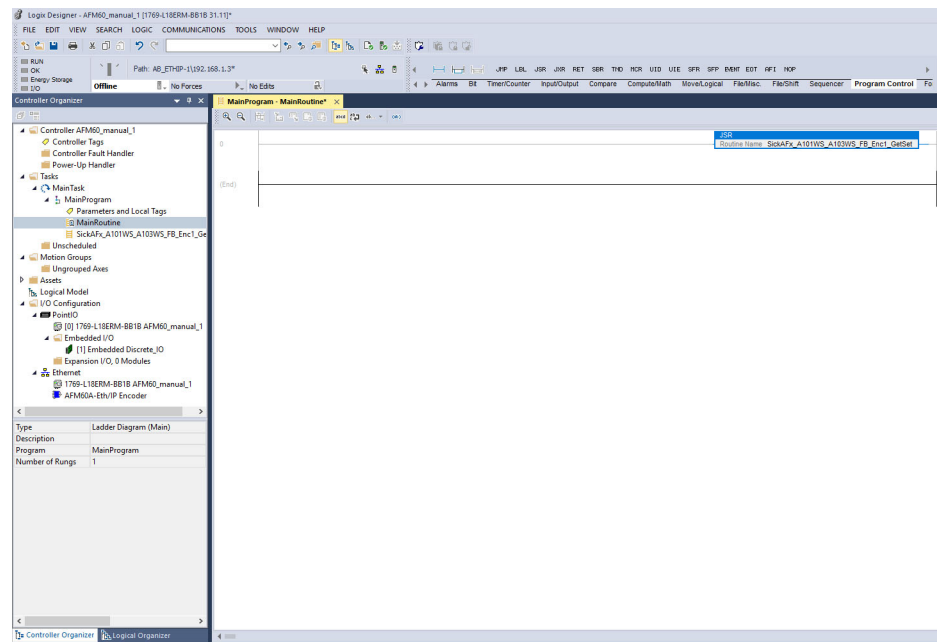 Logix Designer - AFM60_manual_1 [1769-L18ERM-BB1B 31.11]*
FILE EDIT VIEW SEARCH LOGIC COMMUNICATIONS TOOLS WINDOW HELP
RUN
OK
Energy Storage
I/O
Path: AB_ETHIP-1\192.168.1.3*
Offline No Forces No Edits
JMP LBL JSR JXR RET SBR TND MCR UID UIE SFR SFP EVENT EOT AFI NOP
Alarms Bit Timer/Counter Input/Output Compare Compute/Math Move/Logical File/Misc. File/Shift Sequencer Program Control Fo
Controller Organizer
MainProgram - MainRoutine*
Controller AFM60_manual_1
Controller Tags
Controller Fault Handler
Power-Up Handler
Tasks
MainTask
MainProgram
Parameters and Local Tags
MainRoutine
SickAFx_A101WS_A103WS_FB_Enc1_Ge
Unscheduled
Motion Groups
Ungrouped Axes
Assets
Logical Model
I/O Configuration
PointIO
[0] 1769-L18ERM-BB1B AFM60_manual_1
Embedded I/O
[1] Embedded Discrete_IO
Expansion I/O, 0 Modules
Ethernet
1769-L18ERM-BB1B AFM60_manual_1
AFM60A-Eth/IP Encoder
0
JSR
Routine Name SickAFx_A101WS_A103WS_FB_Enc1_GetSet
(End)
Type Ladder Diagram (Main)
Description
Program MainProgram
Number of Rungs 1
Controller Organizer Logical Organizer